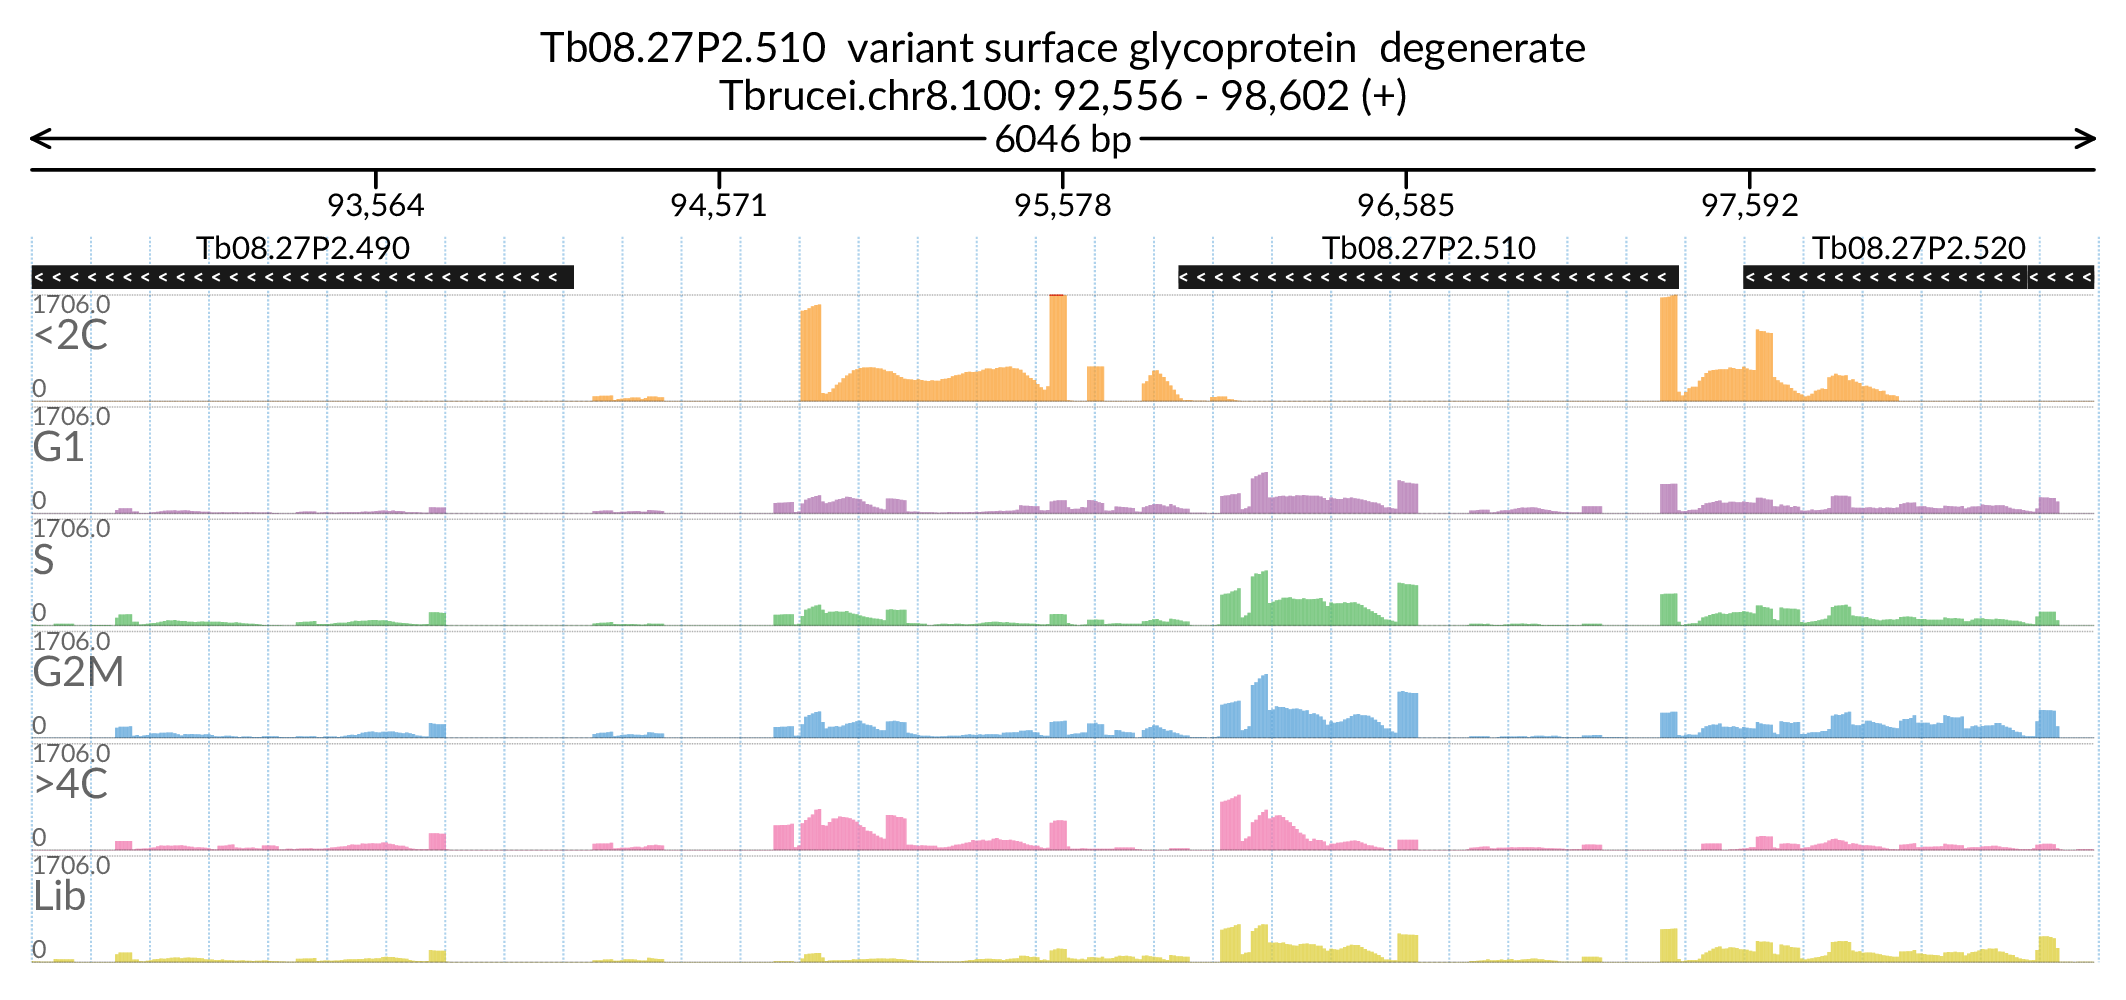 Tb08.27P2.510 variant surface glycoprotein degenerate
Tbrucei.chr8.100: 92,556 - 98,602 (+)
6046 bp
93,564 94,571 95,578 96,585 97,592
Tb08.27P2.490 Tb08.27P2.510 Tb08.27P2.520
1706.0
<2C
0
1706.0
G1
0
1706.0
S
0
1706.0
G2M
0
1706.0
>4C
0
1706.0
Lib
0